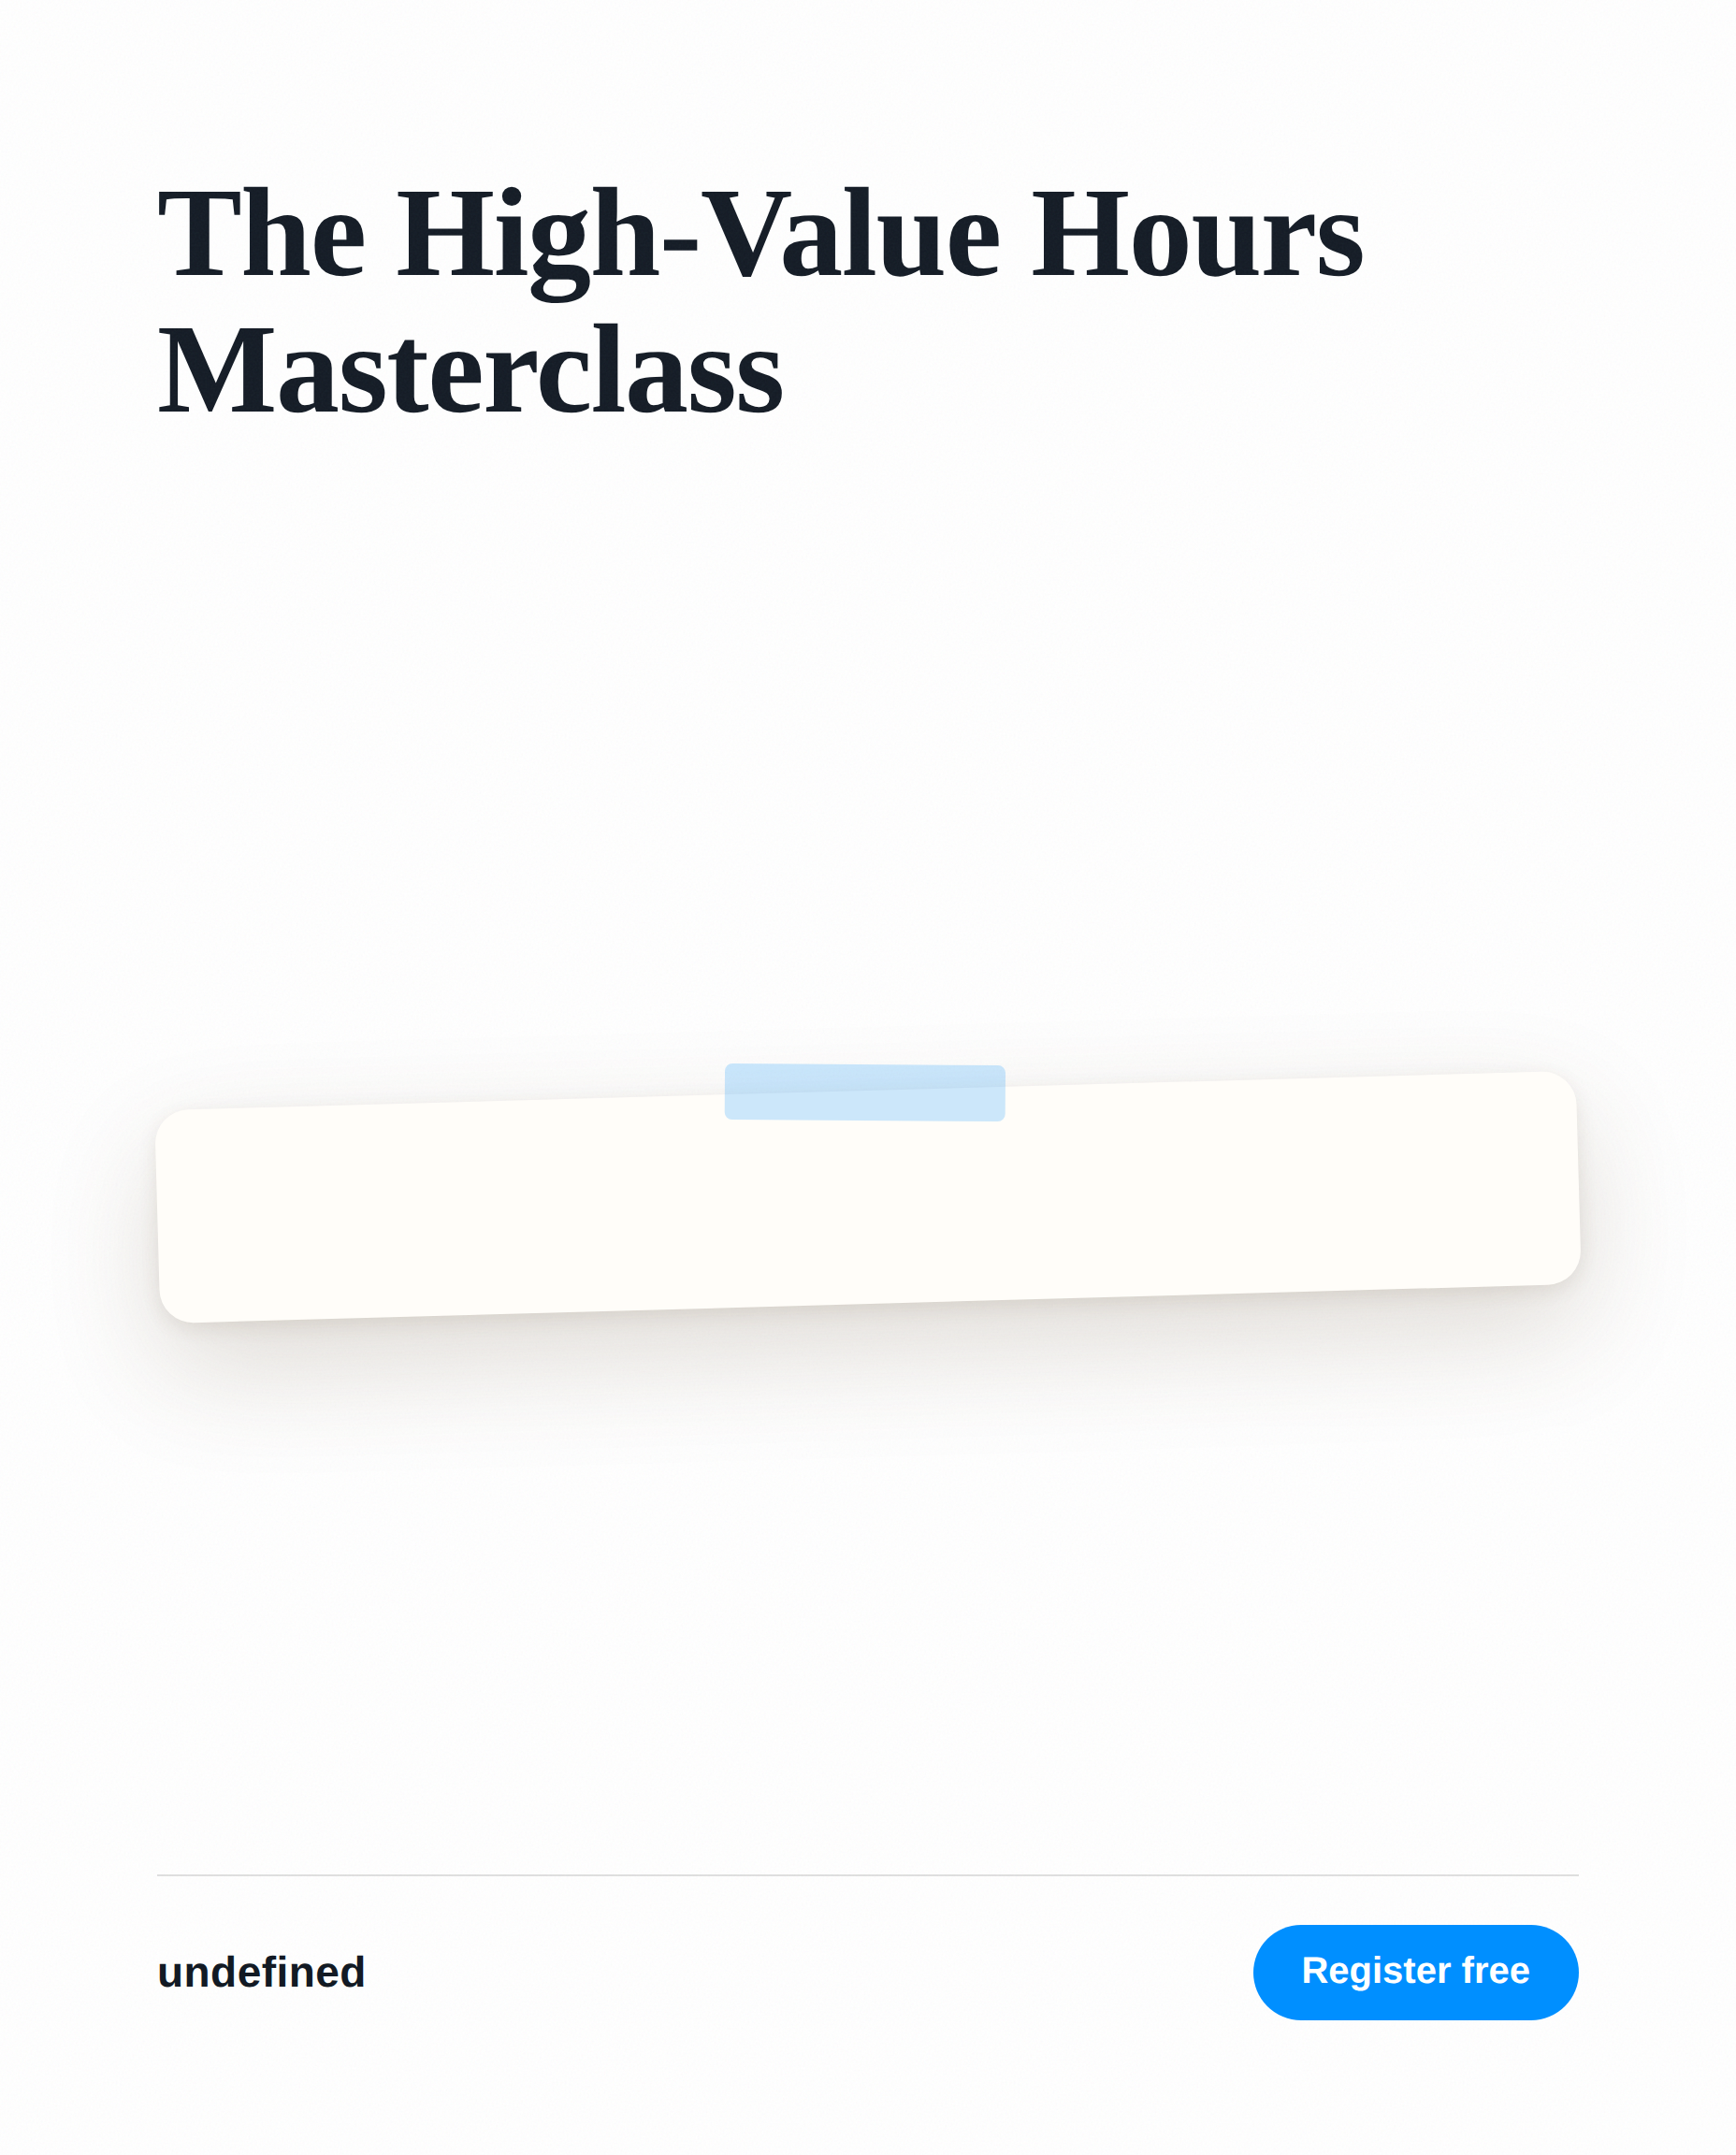 The High-Value Hours
Masterclass
undefined
Register free